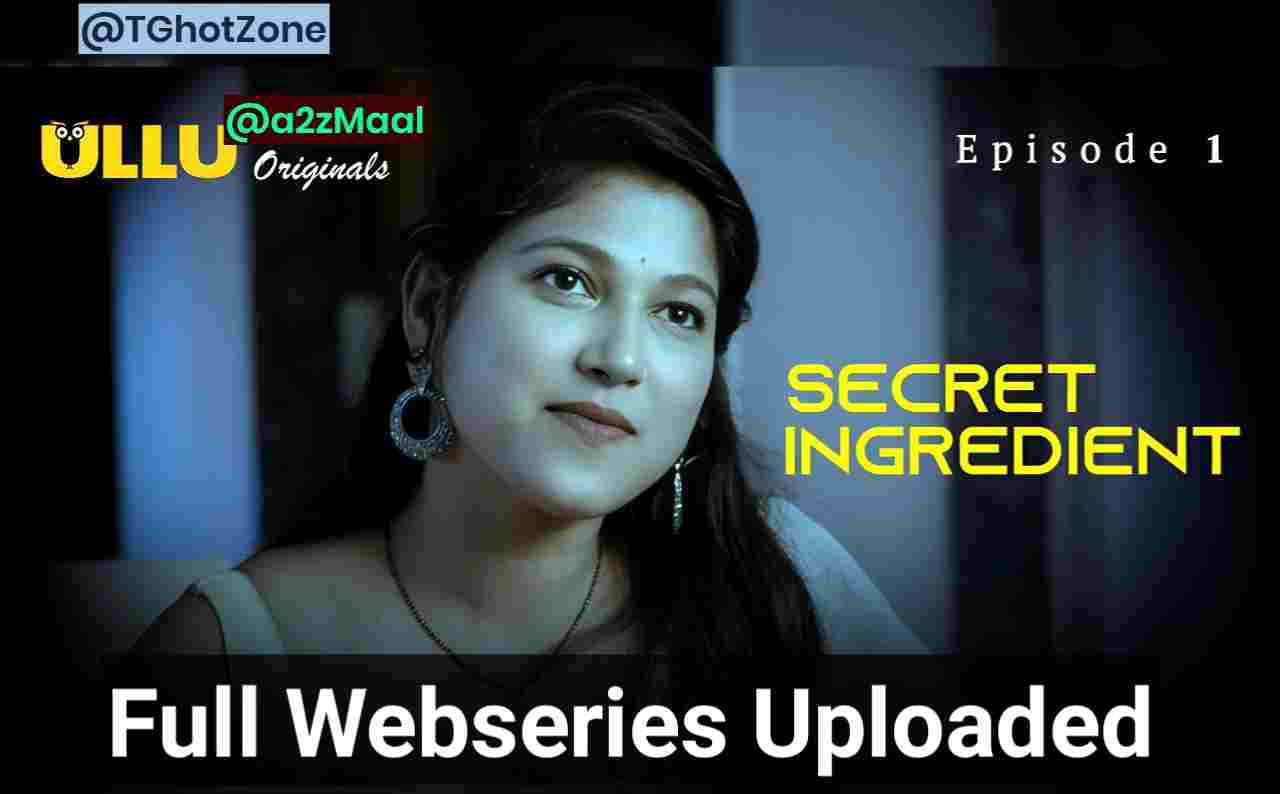 @TGhotZone
@a2zMaal
ULLU
Originals
Episode 1
SECRET
INGREDIENT
Full Webseries Uploaded